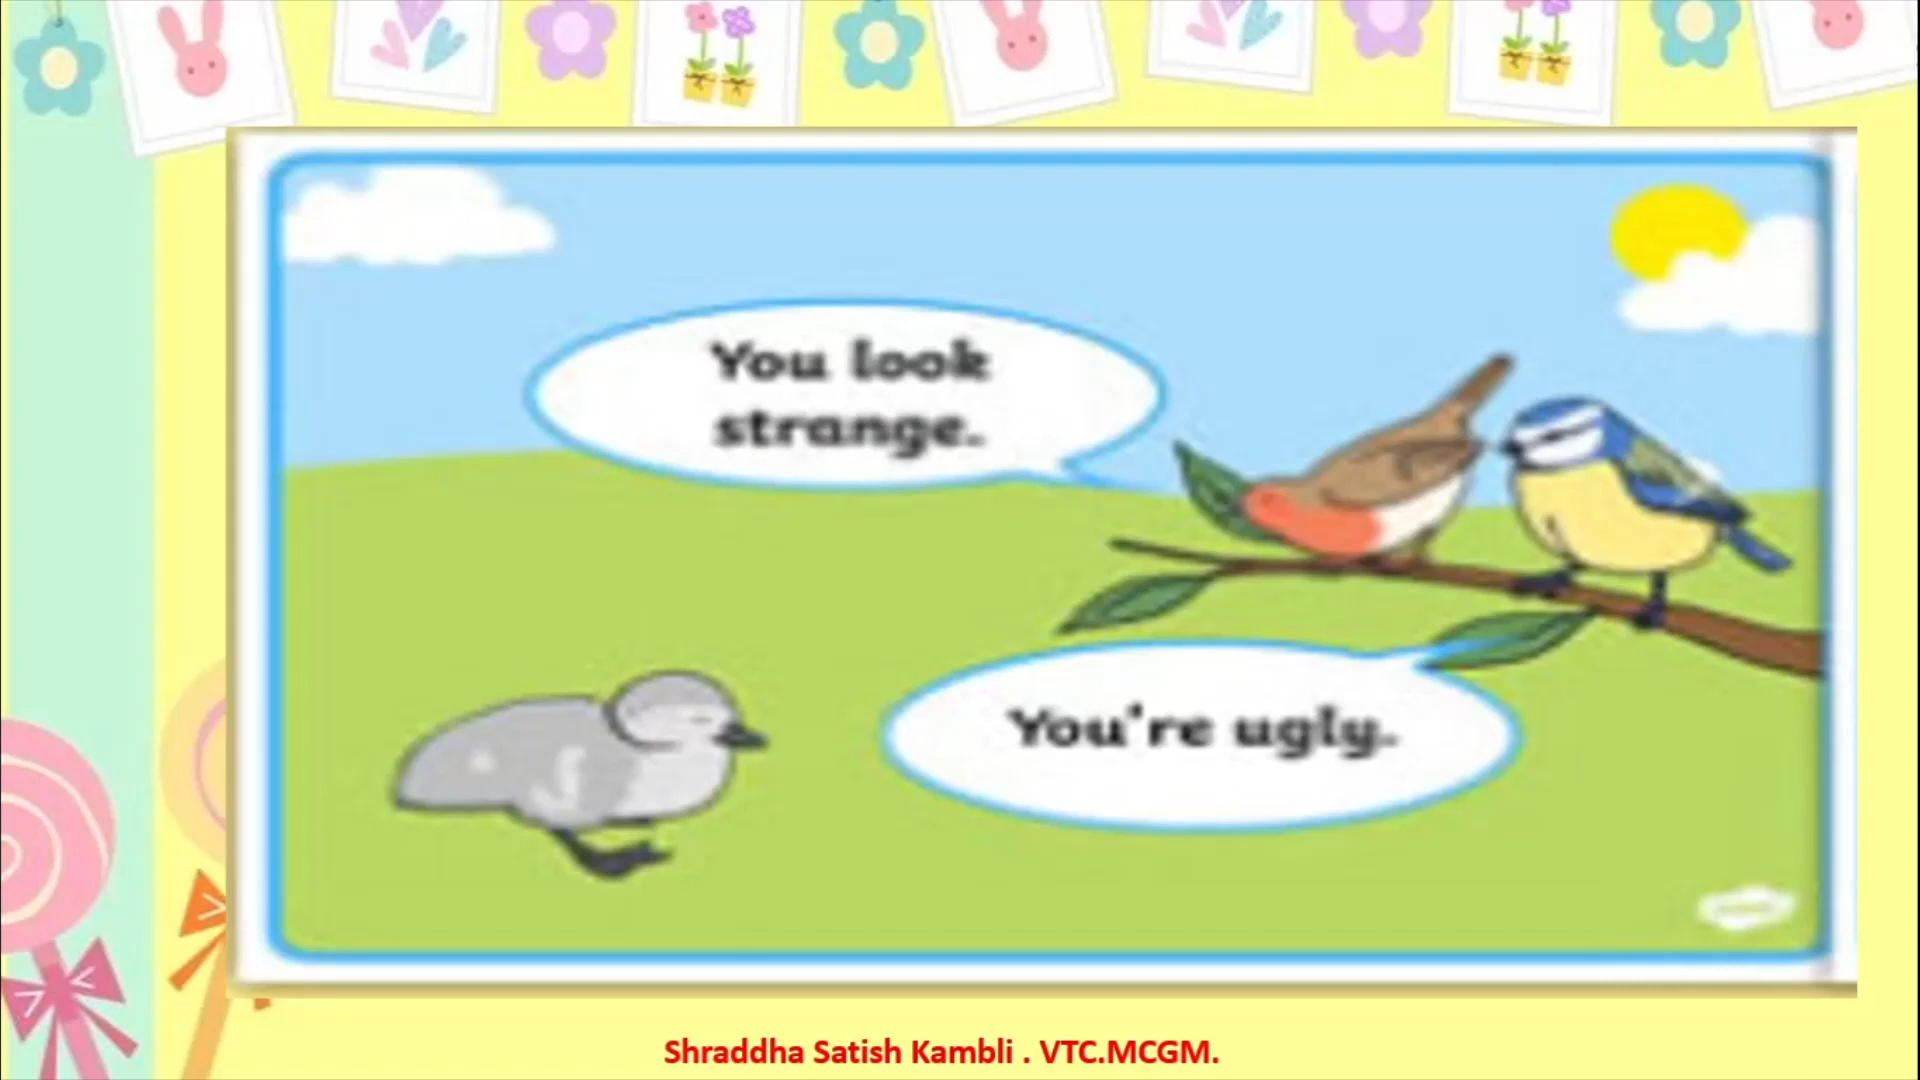 You look
strange.
You're ugly.
Shraddha Satish Kambli . VTC.MCGM.